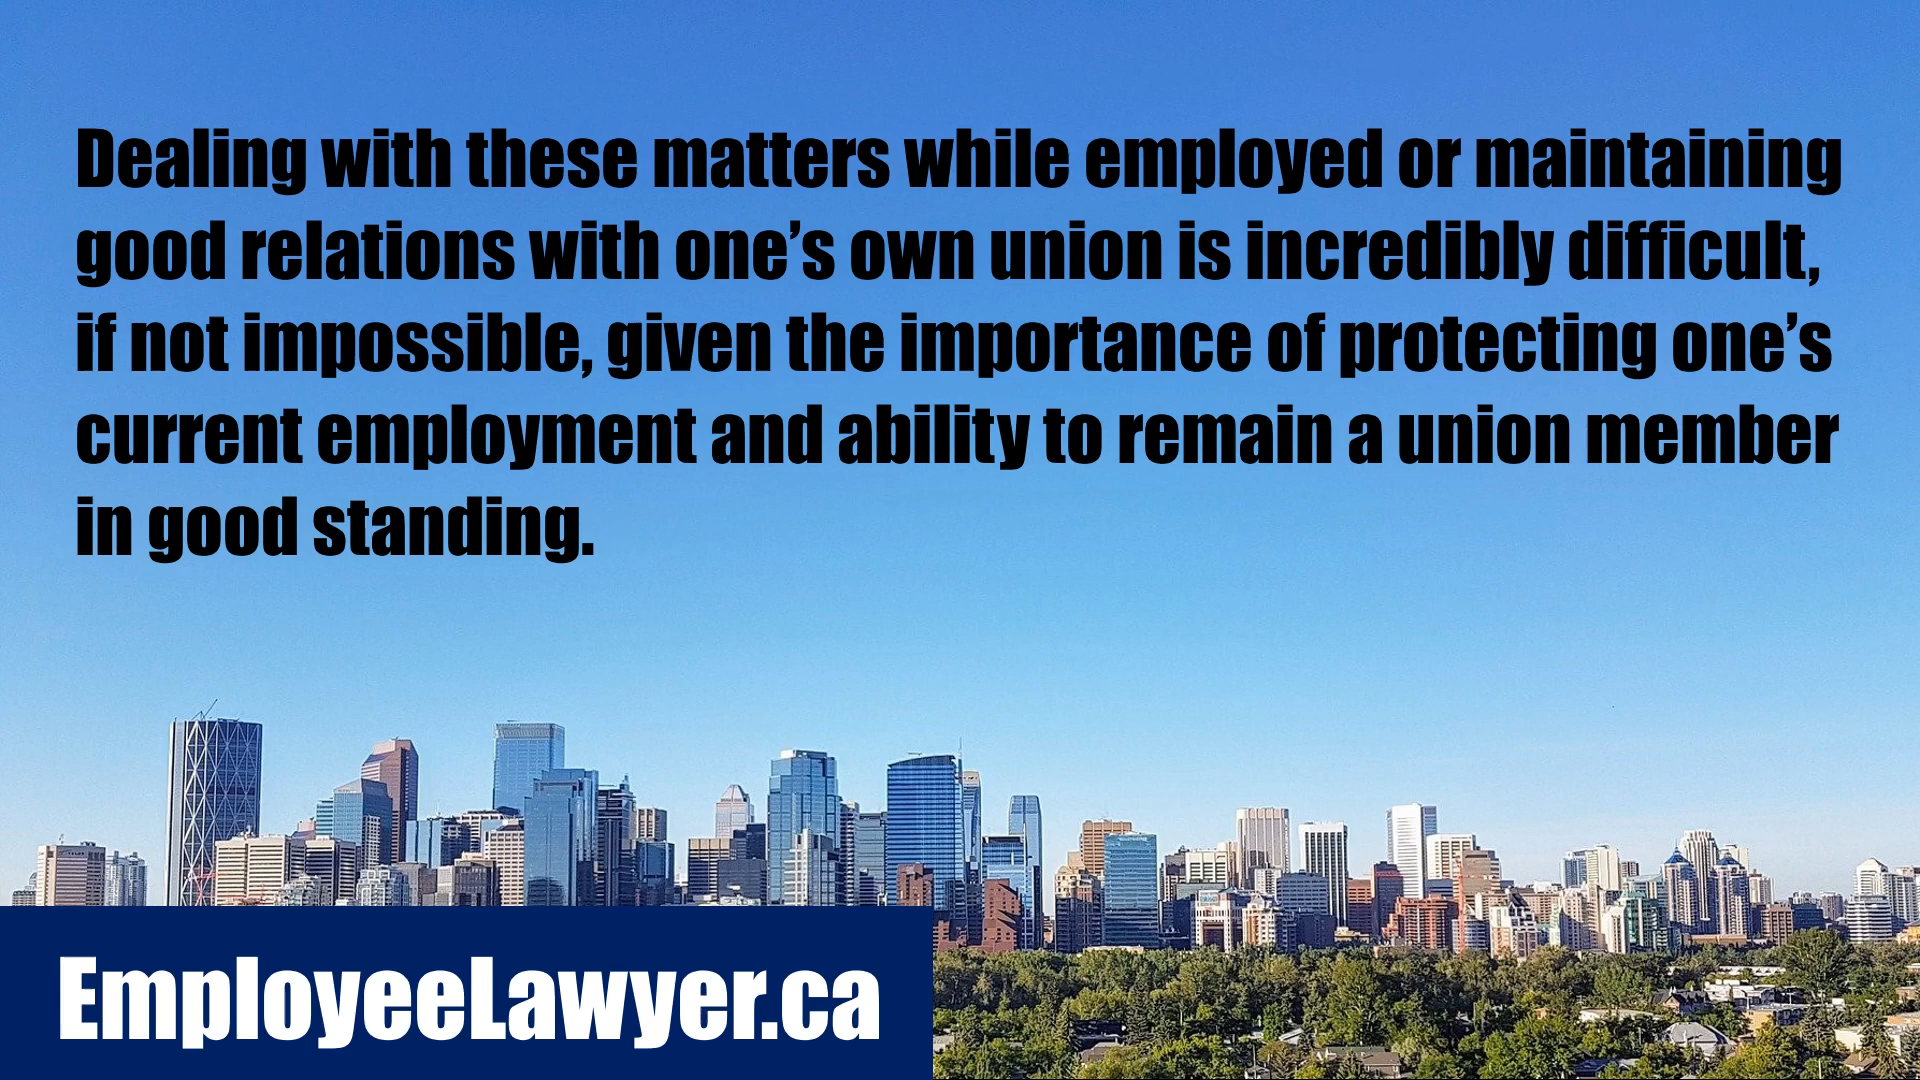 Dealing with these matters while employed or maintaining
good relations with one’s own union is incredibly difficult,
if not impossible, given the importance of protecting one’s
current employment and ability to remain a union member
in good standing.
EmployeeLawyer.ca